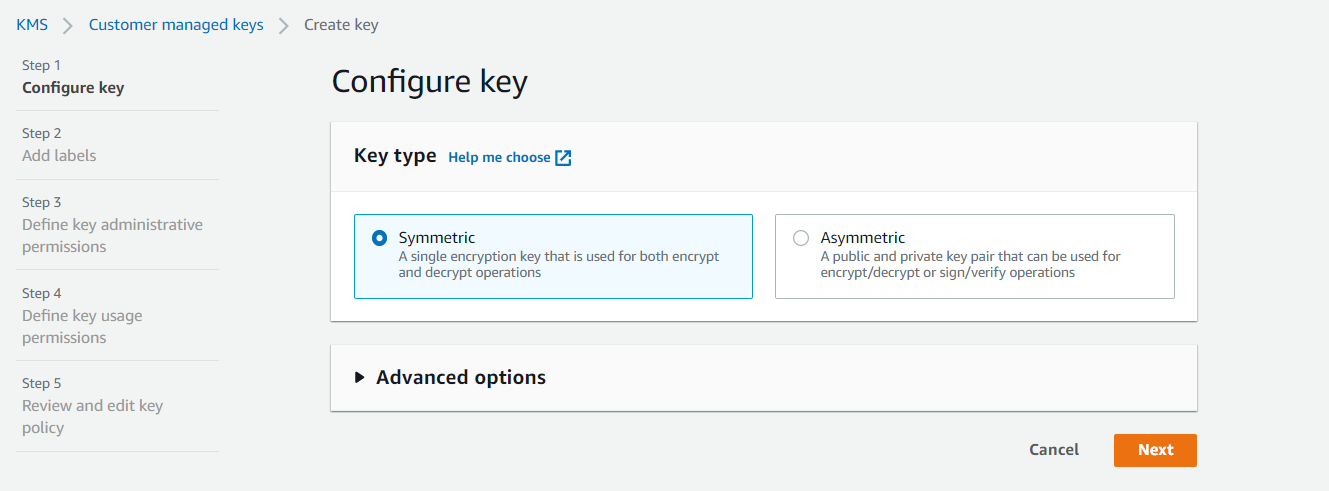 KMS Customer managed keys Create key
Step 1
Configure key
Step 2
Add labels
Step 3
Define key administrative
permissions
Step 4
Define key usage
permissions
Step 5
Review and edit key
policy
Configure key
Key type Help me choose
Symmetric
A single encryption key that is used for both encrypt
and decrypt operations
Asymmetric
A public and private key pair that can be used for
encrypt/decrypt or sign/verify operations
Advanced options
Cancel Next